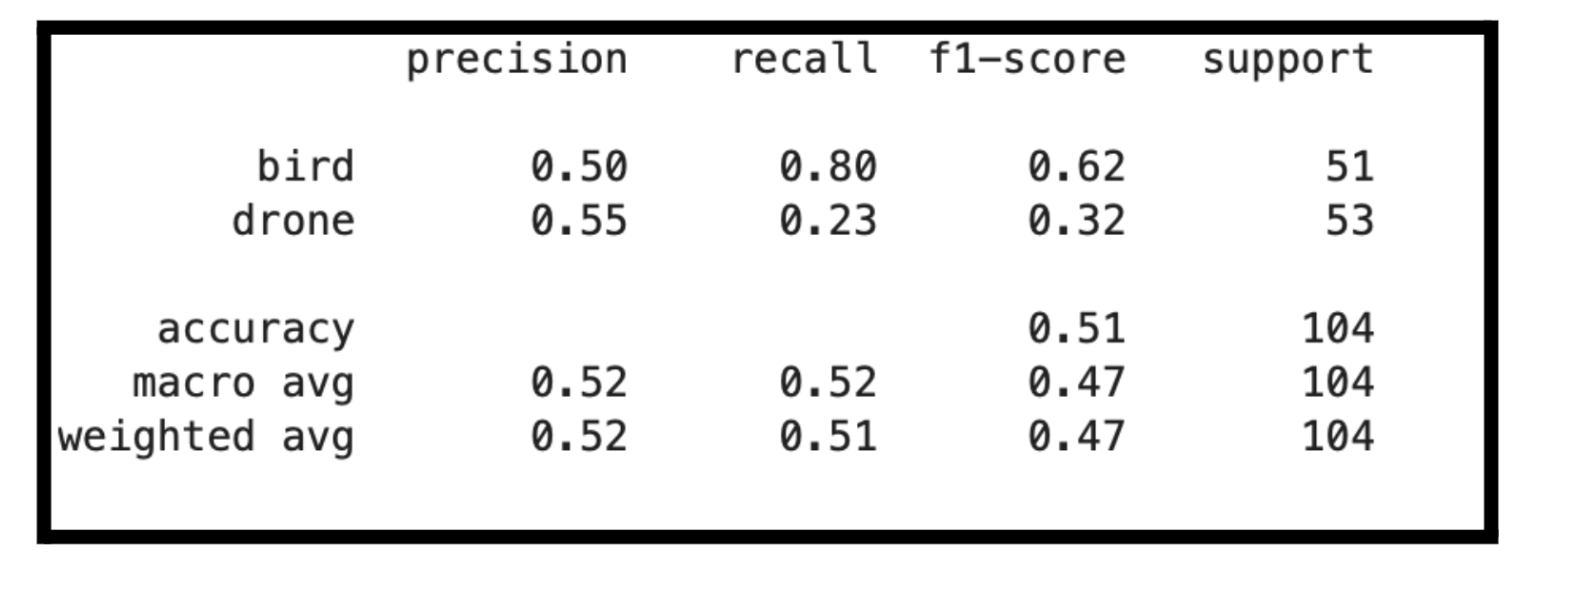 precision recall f1-score support
bird 0.50 0.80 0.62 51
drone 0.55 0.23 0.32 53
accuracy 0.51 104
macro avg 0.52 0.52 0.47 104
weighted avg 0.52 0.51 0.47 104